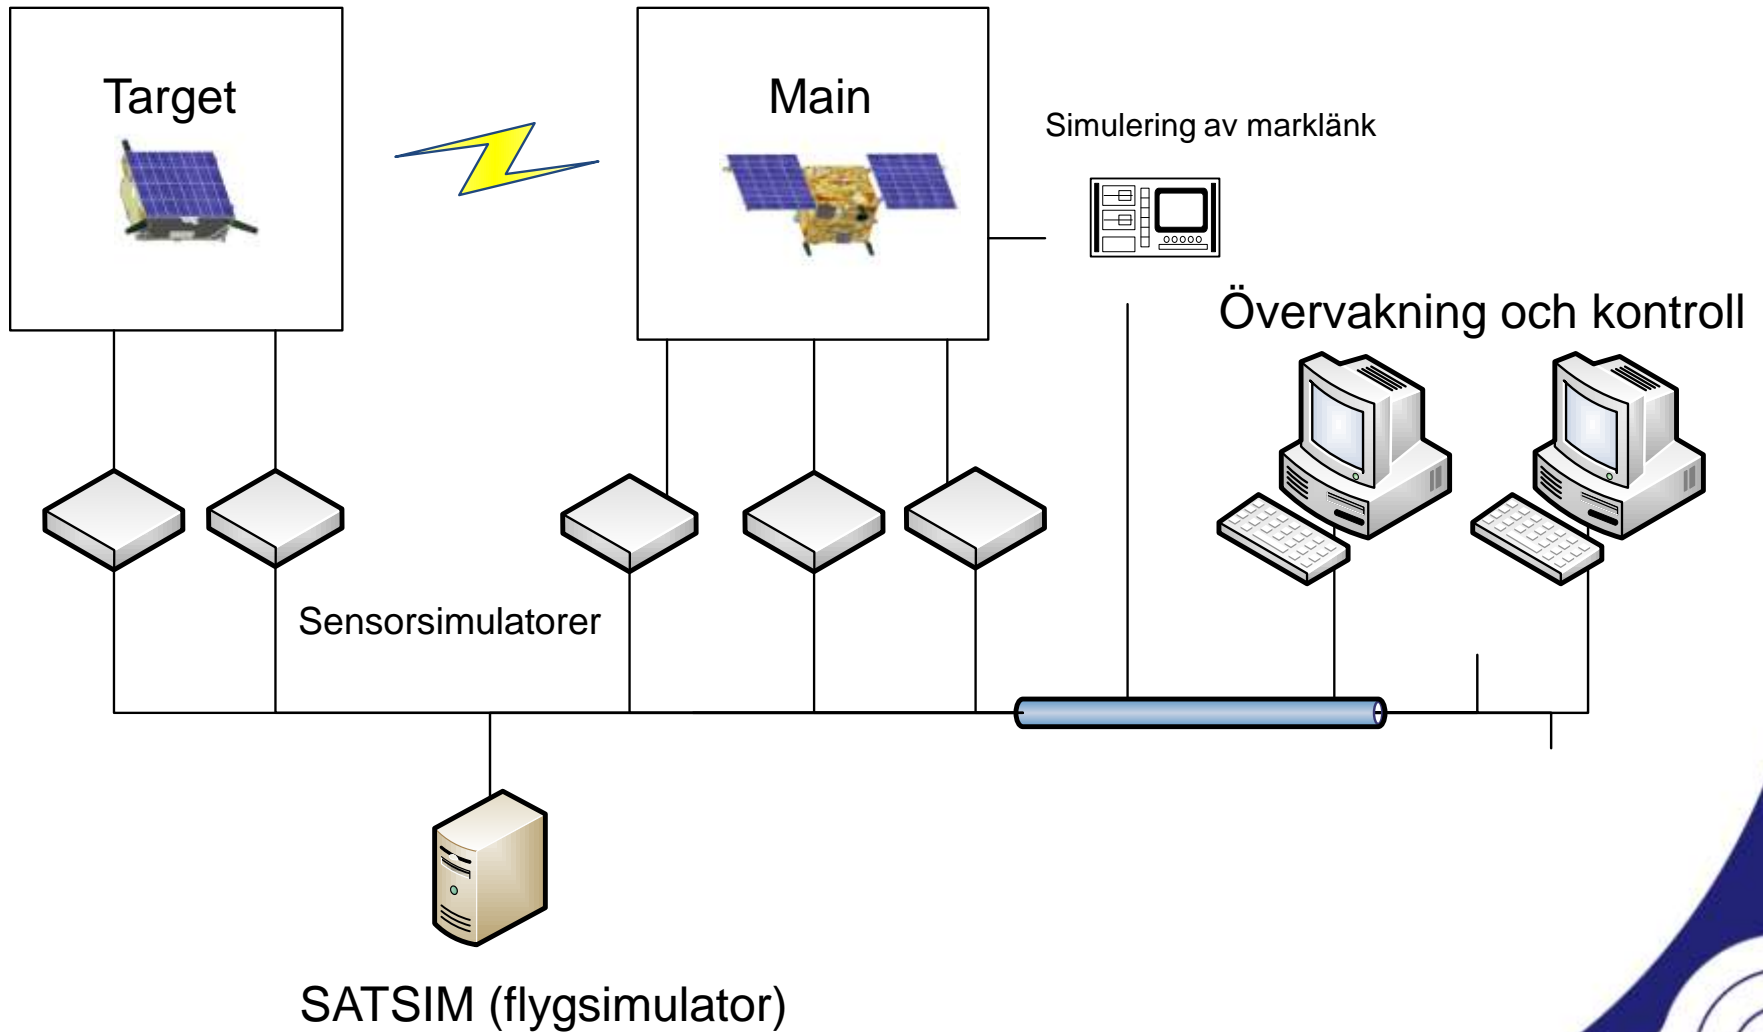 Target
Main
Simulering av marklänk
Övervakning och kontroll
Sensorsimulatorer
SATSIM (flygsimulator)